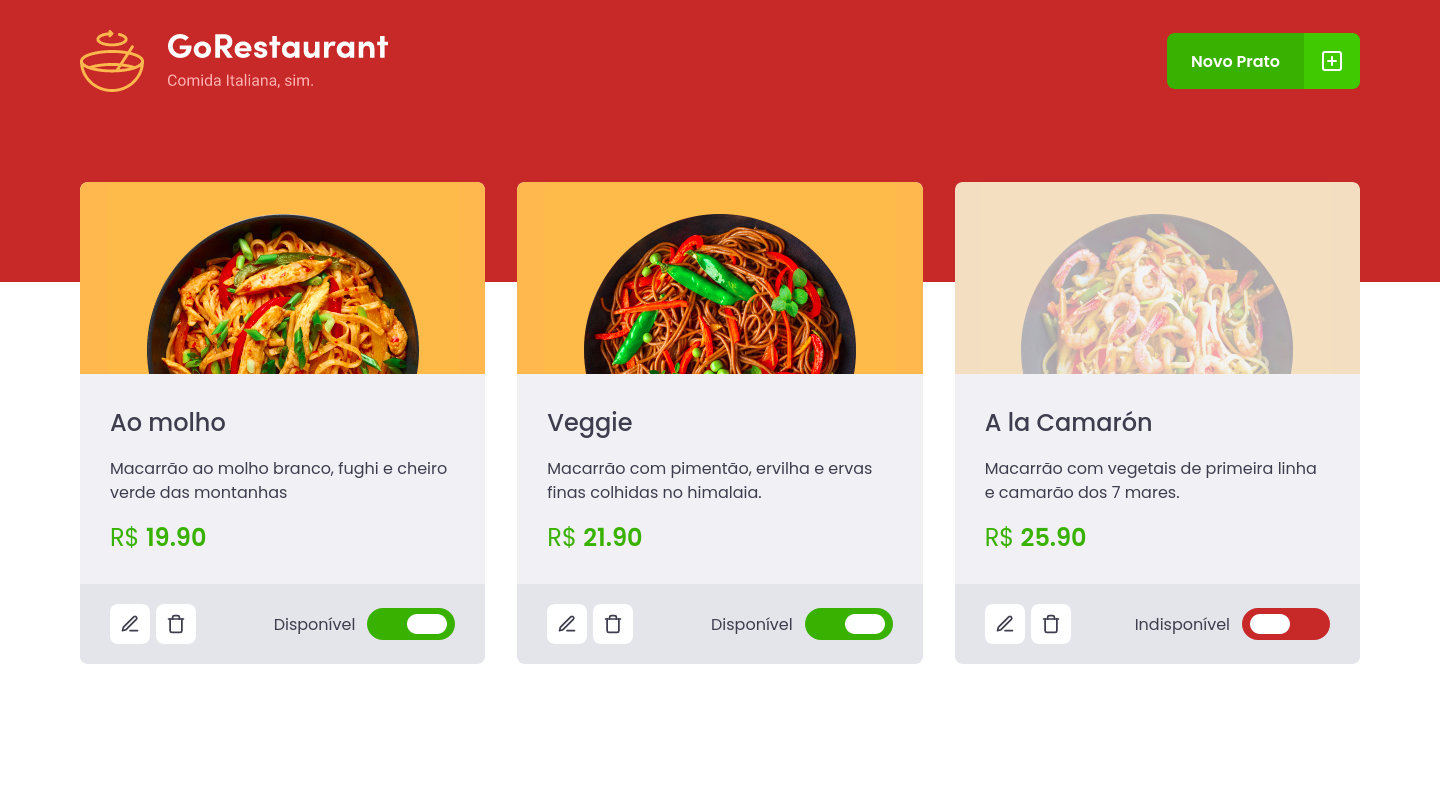 GoRestaurant
Comida Italiana, sim.
Novo Prato
Ao molho
Macarrão ao molho branco, fughi e cheiro
verde das montanhas
R$ 19.90
Disponível
Veggie
Macarrão com pimentão, ervilha e ervas
finas colhidas no himalaia.
R$ 21.90
Disponível
A la Camarón
Macarrão com vegetais de primeira linha
e camarão dos 7 mares.
R$ 25.90
Indisponível